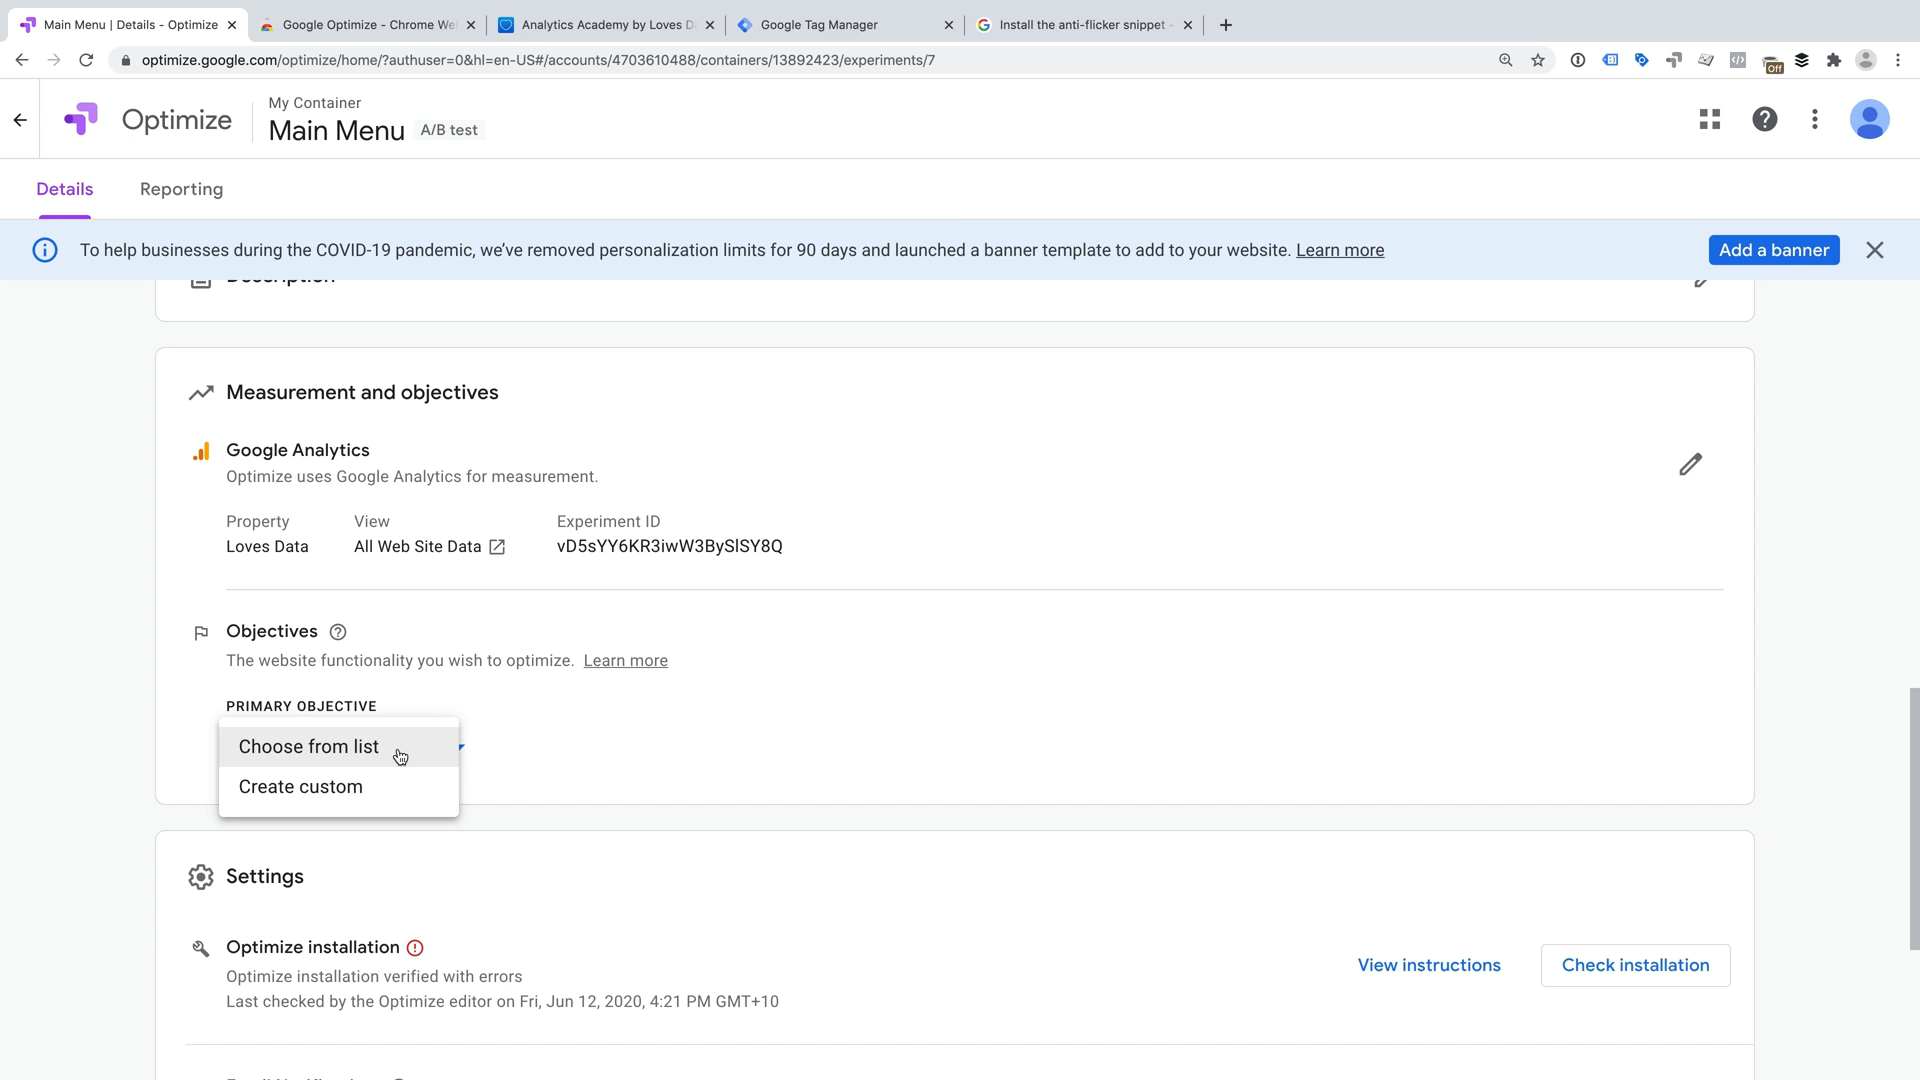 Main Menu | Details - Optimize
Google Optimize - Chrome We
Analytics Academy by Loves D
Google Tag Manager
Install the anti-flicker snippet -
optimize.google.com/optimize/home/?authuser=0&hl=en-US#/accounts/4703610488/containers/13892423/experiments/7
Off
Optimize
My Container
Main Menu
A/B test
Details
Reporting
To help businesses during the COVID-19 pandemic, we've removed personalization limits for 90 days and launched a banner template to add to your website. Learn more
Add a banner
Description
Measurement and objectives
Google Analytics
Optimize uses Google Analytics for measurement.
Property
View
Experiment ID
Loves Data
All Web Site Data
vD5sYY6KR3iwW3BySlSY8Q
Objectives
The website functionality you wish to optimize. Learn more
PRIMARY OBJECTIVE
Choose from list
Create custom
Settings
Optimize installation
Optimize installation verified with errors
Last checked by the Optimize editor on Fri, Jun 12, 2020, 4:21 PM GMT+10
View instructions
Check installation